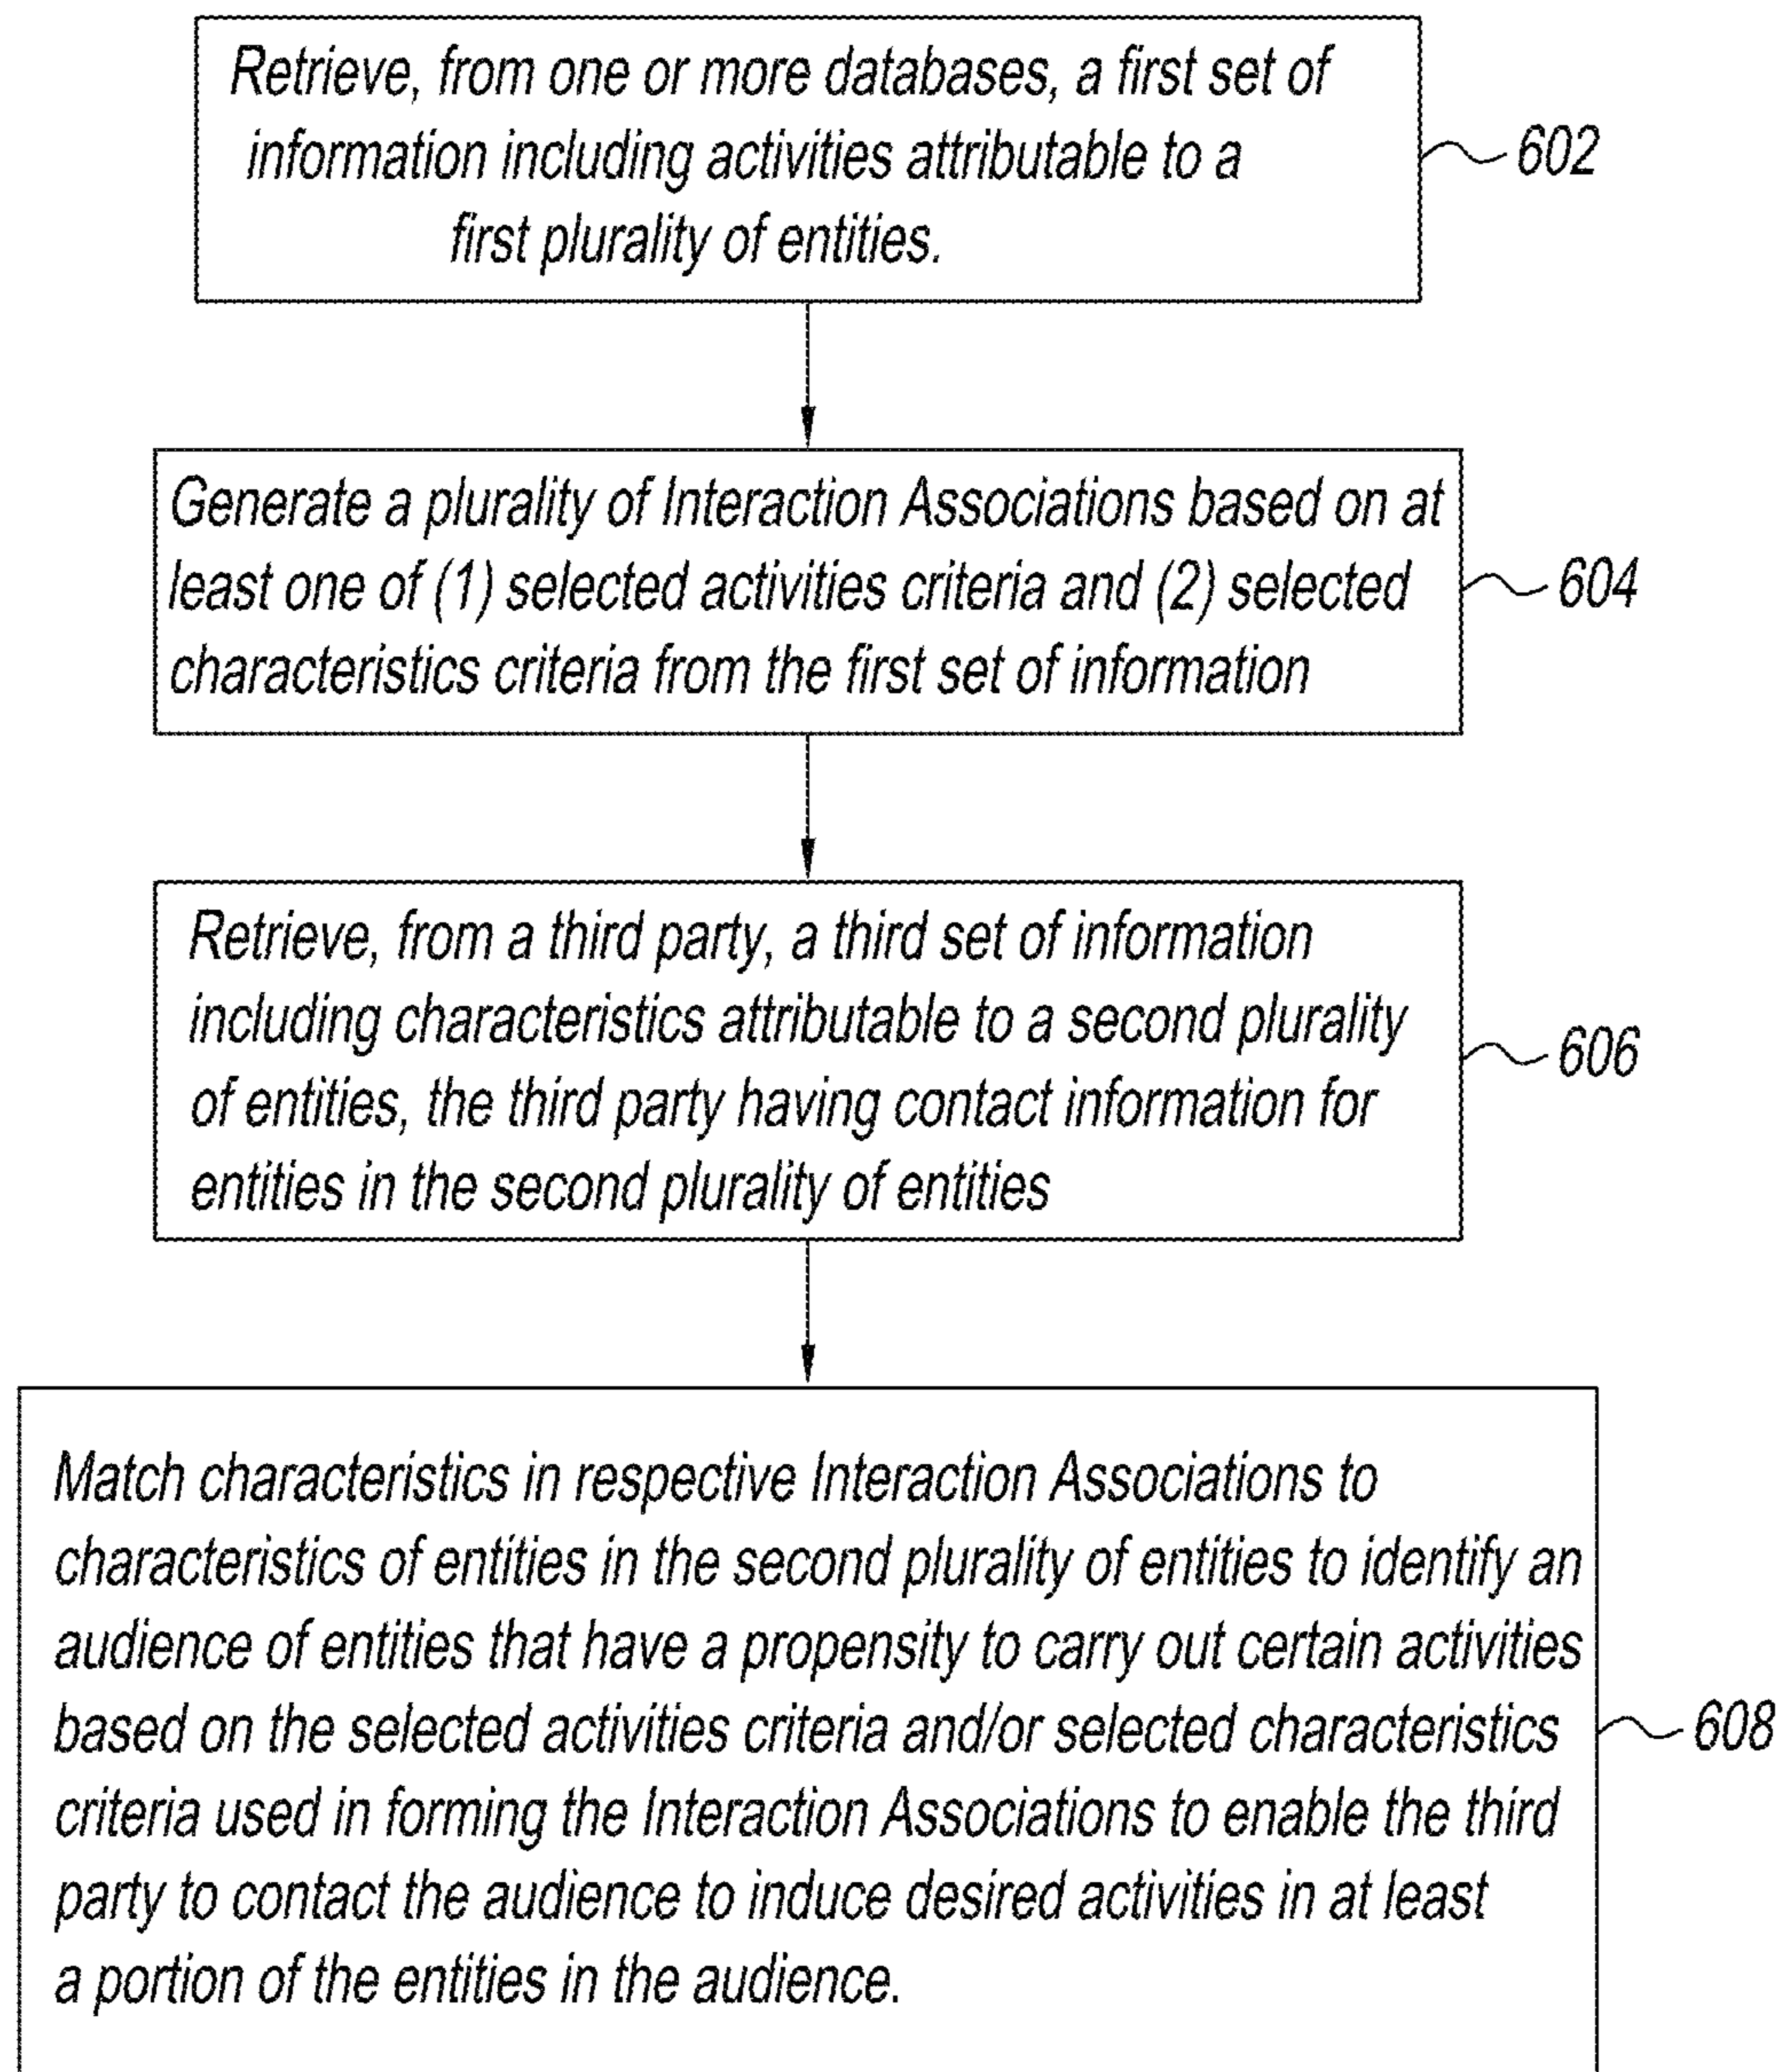 Retrieve, from one or more databases, a first set of
information including activities attributable to a
first plurality of entities.
602
Generate a plurality of Interaction Associations based on at
least one of (1) selected activities criteria and (2) selected
characteristics criteria from the first set of information
604
Retrieve, from a third party, a third set of information
including characteristics attributable to a second plurality
of entities, the third party having contact information for
entities in the second plurality of entities
606
Match characteristics in respective Interaction Associations to
characteristics of entities in the second plurality of entities to identify an
audience of entities that have a propensity to carry out certain activities
based on the selected activities criteria and/or selected characteristics
criteria used in forming the Interaction Associations to enable the third
party to contact the audience to induce desired activities in at least
a portion of the entities in the audience.
608